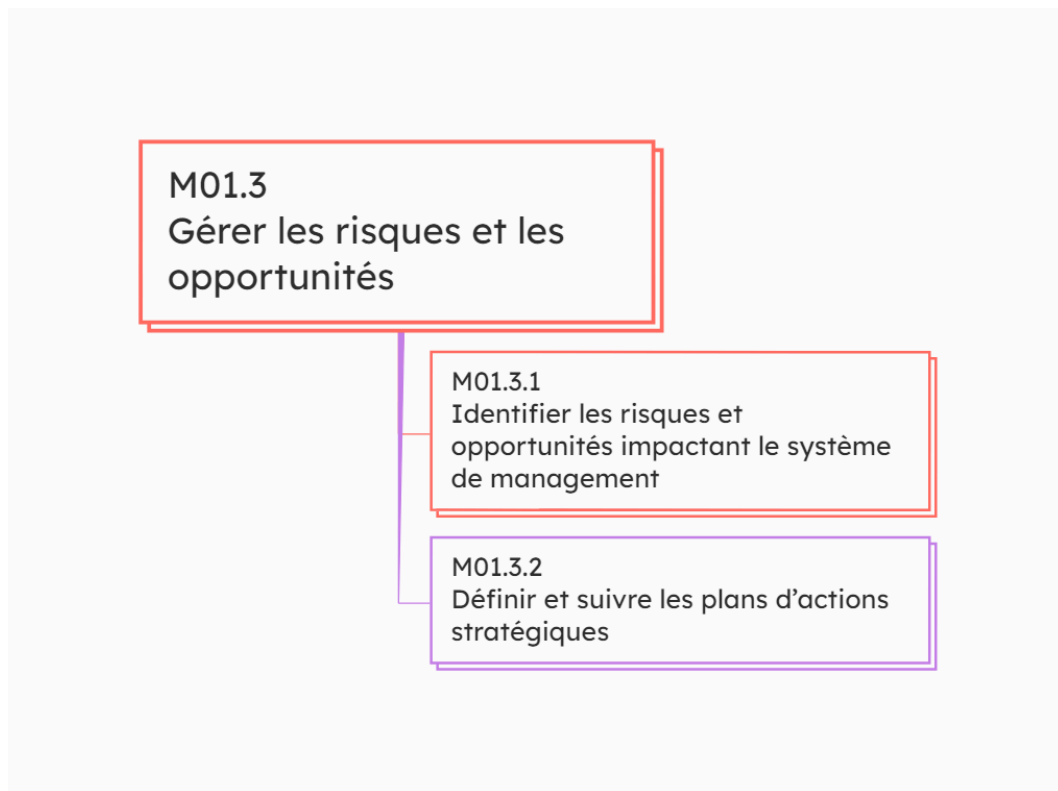 M01.3
Gérer les risques et les
opportunités
M01.3.1
Identifier les risques et
opportunités impactant le système
de management
M01.3.2
Définir et suivre les plans d’actions
stratégiques